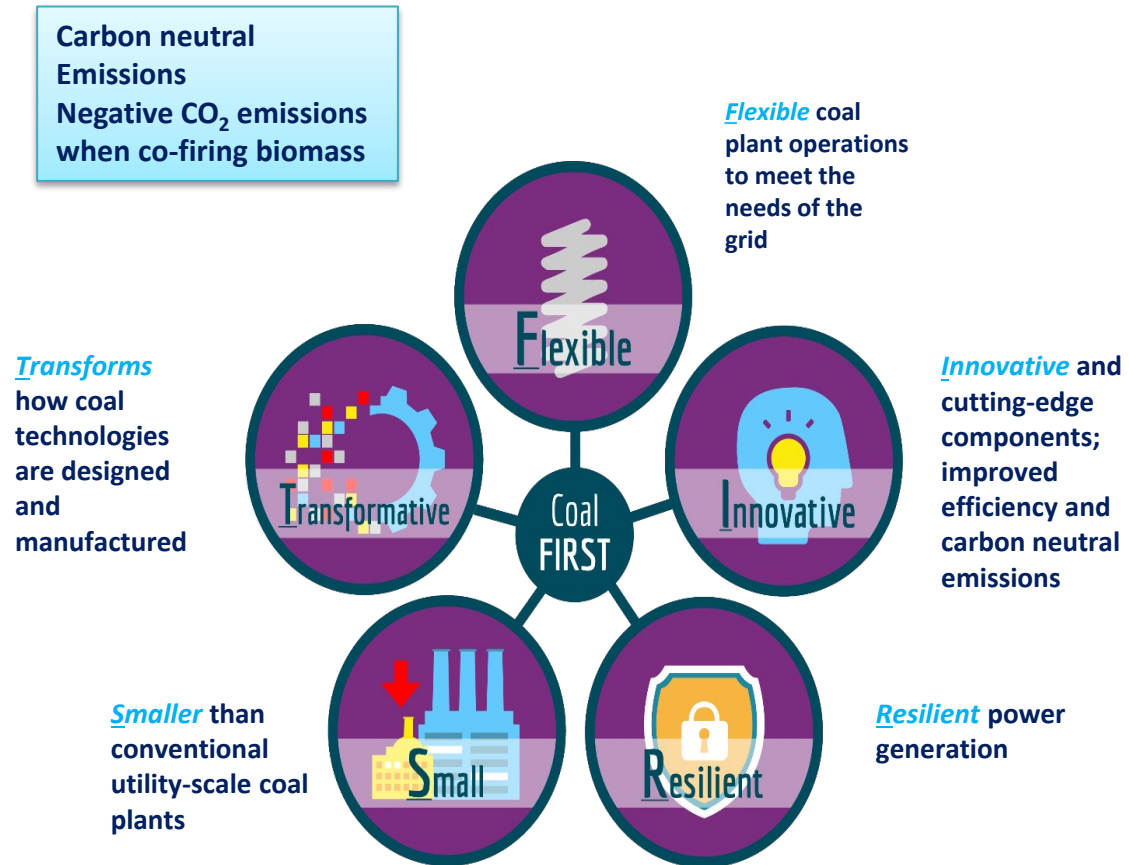 Carbon neutral
Emissions
Negative CO₂ emissions
when co-firing biomass
Flexible coal
plant operations
to meet the
needs of the
grid
Flexible
Transforms
how coal
technologies
are designed
and
manufactured
Transformative
Innovative
Innovative and
cutting-edge
components;
improved
efficiency and
carbon neutral
emissions
Coal
FIRST
Smaller than
conventional
utility-scale coal
plants
Small
Resilient
Resilient power
generation